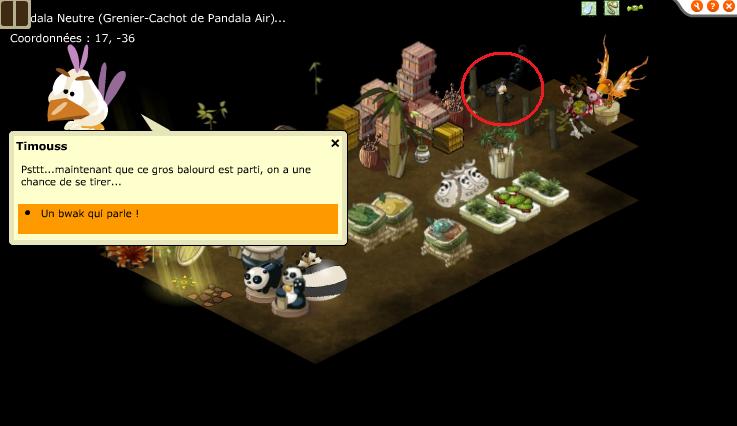 dala Neutre (Grenier-Cachot de Pandala Air)...
Coordonnées : 17, -36
Timouss
Psttt...maintenant que ce gros balourd est parti, on a une
chance de se tirer...
Un bwak qui parle !